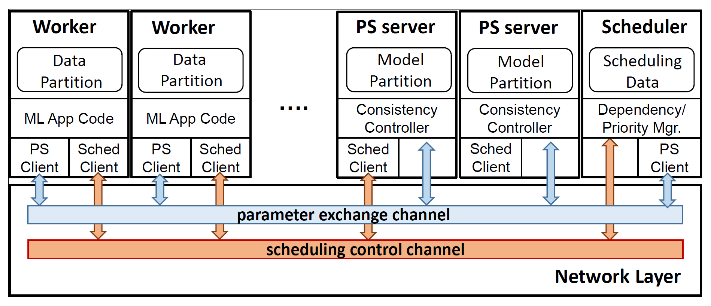 Worker
Worker
PS server
PS server
Scheduler
Data
Partition
Data
Partition
Model
Partition
Model
Partition
Scheduling
Data
ML App Code
ML App Code
....
Consistency
Controller
Consistency
Controller
Dependency/
Priority Mgr.
PS
Client
Sched
Client
PS
Client
Sched
Client
Sched
Client
Sched
Client
PS
Client
parameter exchange channel
scheduling control channel
Network Layer